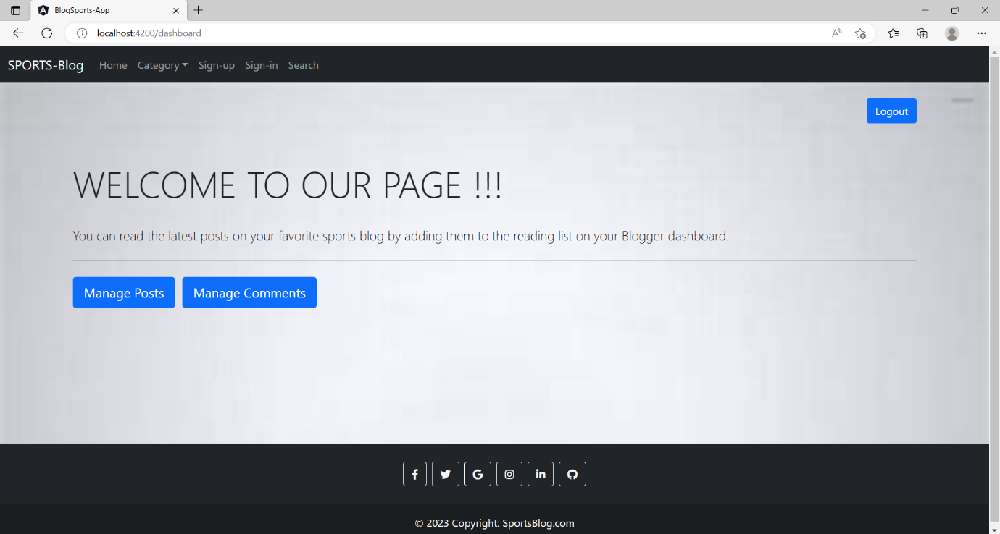 BlogSports-App
localhost:4200/dashboard
SPORTS-Blog Home Category Sign-up Sign-in Search
Logout
WELCOME TO OUR PAGE !!!
You can read the latest posts on your favorite sports blog by adding them to the reading list on your Blogger dashboard.
Manage Posts Manage Comments
© 2023 Copyright: SportsBlog.com